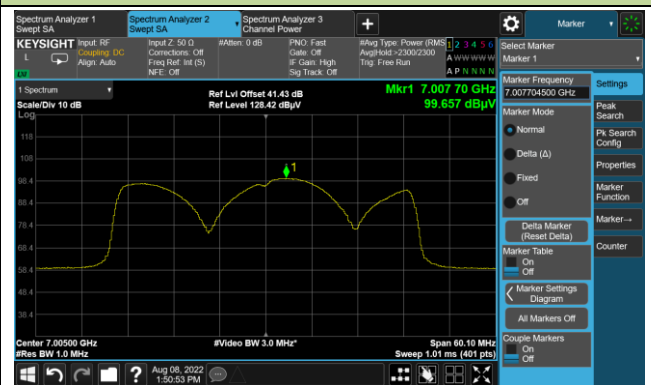 Spectrum Analyzer 1
Swept SA
Spectrum Analyzer 2
Swept SA
Spectrum Analyzer 3
Channel Power
+
Marker
KEYSIGHT
L
Input: RF
Coupling: DC
Align: Auto
Input Z: 50 Ω
Corrections: Off
Freq Ref: Int (S)
NFE: Off
#Atten: 0 dB
PNO: Fast
Gate: Off
IF Gain: High
Sig Track: Off
#Avg Type: Power (RMS
Avg|Hold:>2300/2300
Trig: Free Run
1 2 3 4 5 6
A W W W W W
A P N N N N
Select Marker
Marker 1
1 Spectrum
Scale/Div 10 dB
Log
Ref Lvl Offset 41.43 dB
Ref Level 128.42 dBµV
Mkr1 7.007 70 GHz
99.657 dBµV
118
108
98.4
88.4
78.4
68.4
58.4
48.4
38.4
1
Center 7.00500 GHz
#Res BW 1.0 MHz
#Video BW 3.0 MHz*
Span 60.10 MHz
Sweep 1.01 ms (401 pts)
Marker Frequency
7.007704500 GHz
Marker Mode
Normal
Delta (Δ)
Fixed
Off
Delta Marker
(Reset Delta)
Marker Table
On
Off
Marker Settings
Diagram
All Markers Off
Couple Markers
On
Off
Settings
Peak
Search
Pk Search
Config
Properties
Marker
Function
Marker→
Counter
?
Aug 08, 2022
1:50:53 PM